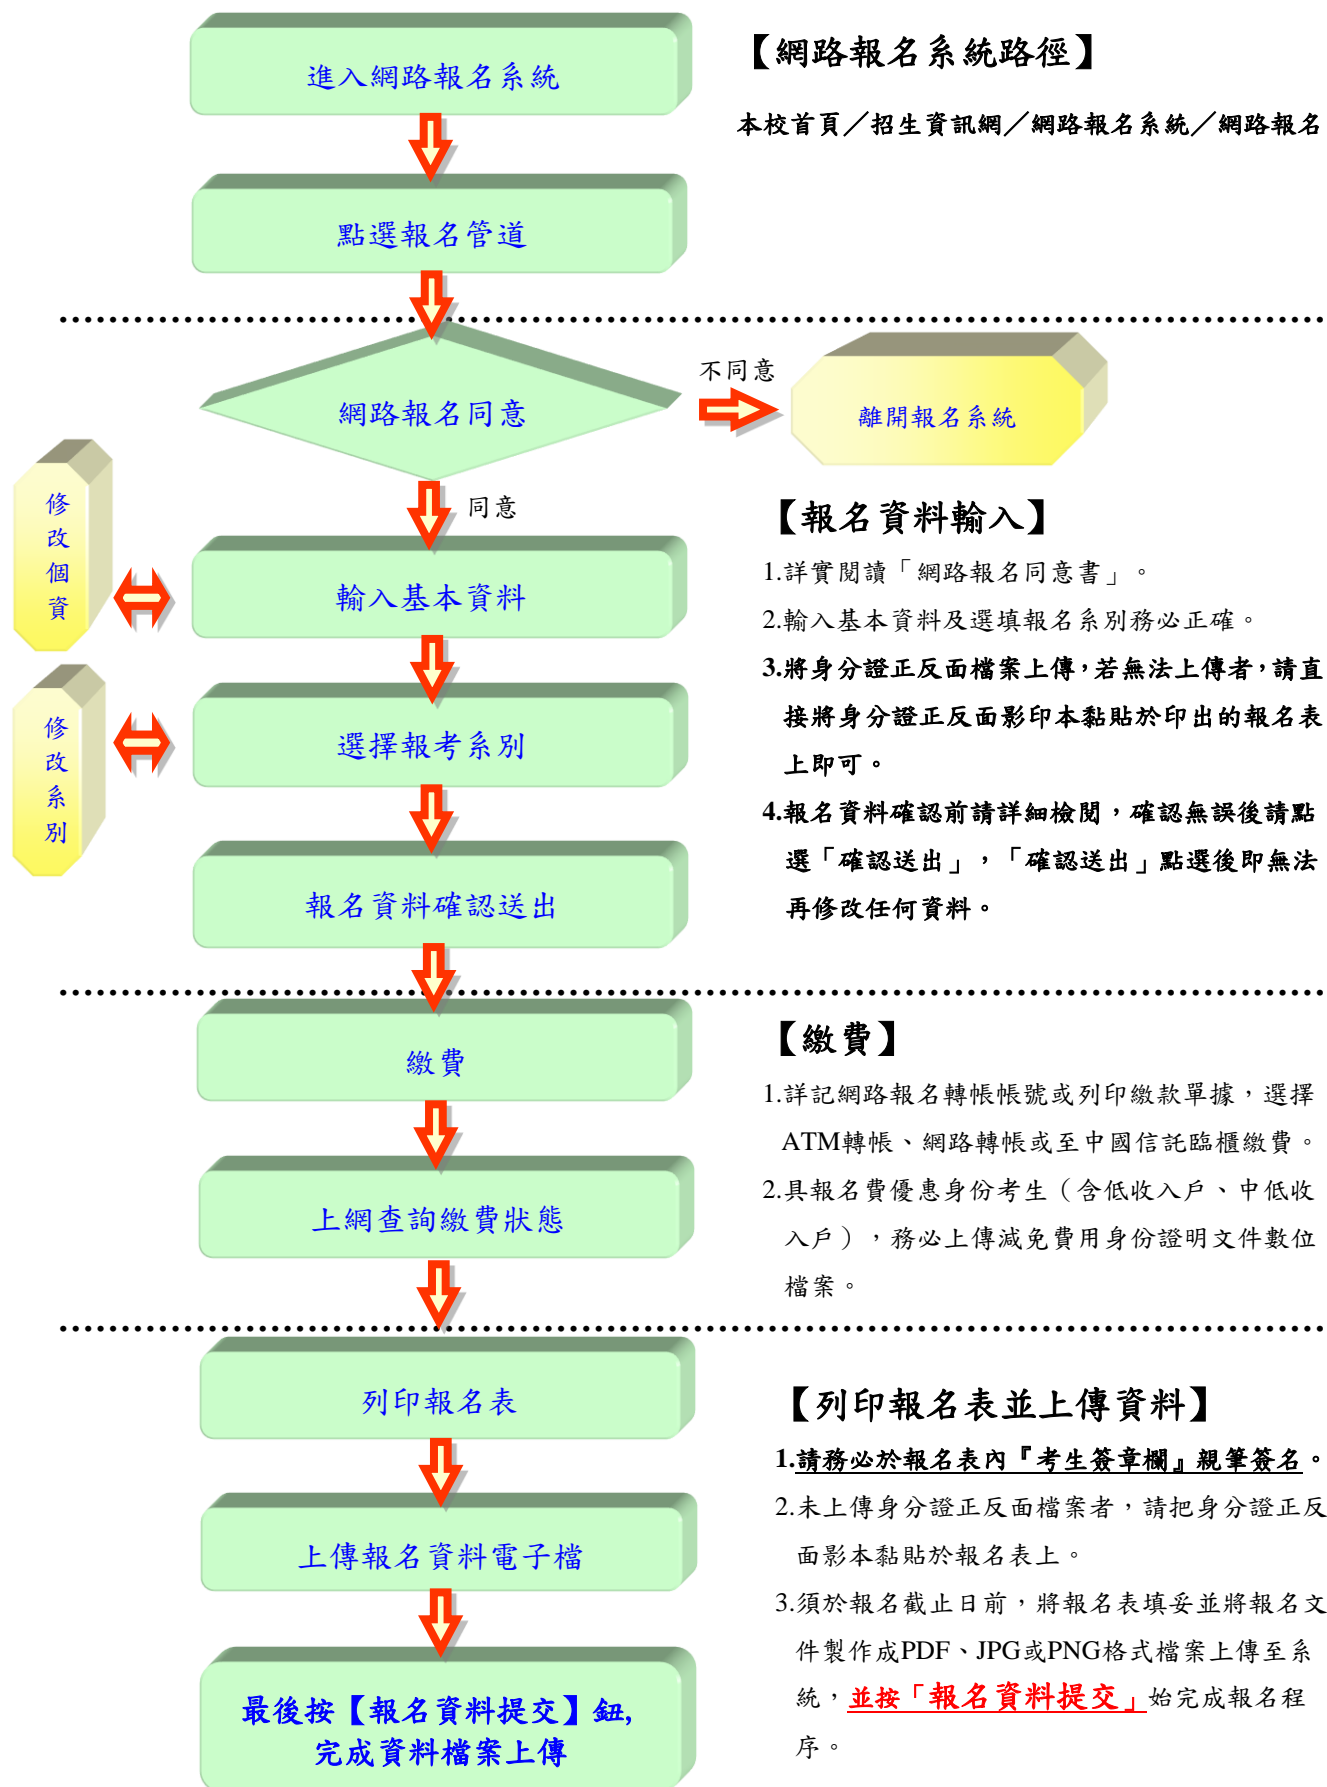 進入網路報名系統
【網路報名系統路徑】
本校首頁／招生資訊網／網路報名系統／網路報名
點選報名管道
網路報名同意
不同意
離開報名系統
同意
修改個資
輸入基本資料
修改系別
選擇報考系別
報名資料確認送出
【報名資料輸入】
1.詳實閱讀「網路報名同意書」。
2.輸入基本資料及選填報名系別務必正確。
3.將身分證正反面檔案上傳，若無法上傳者，請直
接將身分證正反面影印本黏貼於印出的報名表
上即可。
4.報名資料確認前請詳細檢閱，確認無誤後請點
選「確認送出」，「確認送出」點選後即無法
再修改任何資料。
繳費
上網查詢繳費狀態
【繳費】
1.詳記網路報名轉帳帳號或列印繳款單據，選擇
ATM轉帳、網路轉帳或至中國信託臨櫃繳費。
2.具報名費優惠身份考生（含低收入戶、中低收
入戶），務必上傳減免費用身份證明文件數位
檔案。
列印報名表
上傳報名資料電子檔
最後按【報名資料提交】鈕,
完成資料檔案上傳
【列印報名表並上傳資料】
1.請務必於報名表內『考生簽章欄』親筆簽名。
2.未上傳身分證正反面檔案者，請把身分證正反
面影本黏貼於報名表上。
3.須於報名截止日前，將報名表填妥並將報名文
件製作成PDF、JPG或PNG格式檔案上傳至系
統，並按「報名資料提交」始完成報名程
序。